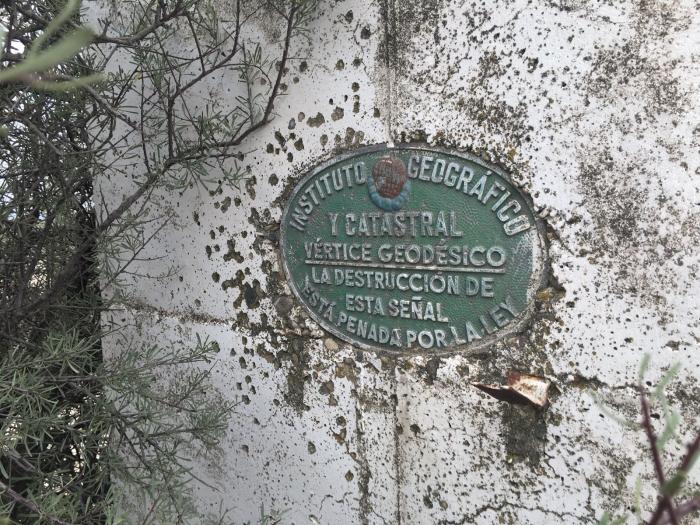 INSTITUTO GEOGRÁFICO
Y CATASTRAL
VÉRTICE GEODÉSICO
LA DESTRUCCIÓN DE
ESTA SEÑAL
ESTÁ PENADA POR LA LEY